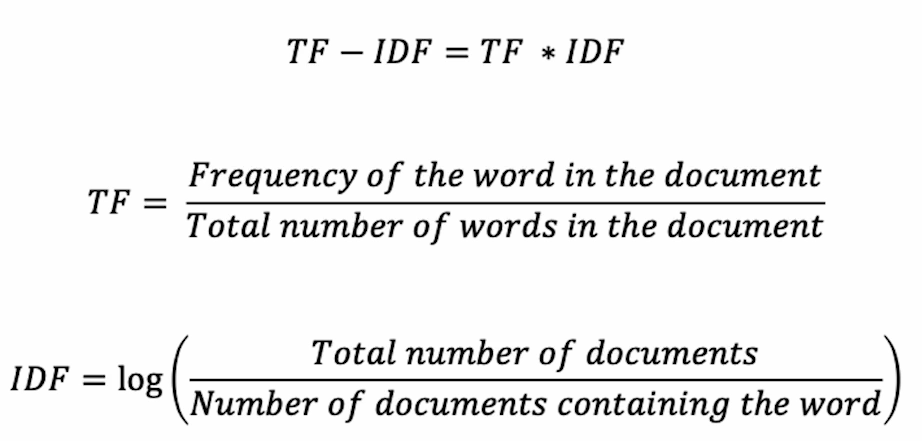 TF − IDF = TF * IDF
TF = Frequency of the word in the document / Total number of words in the document
IDF = log(Total number of documents / Number of documents containing the word)